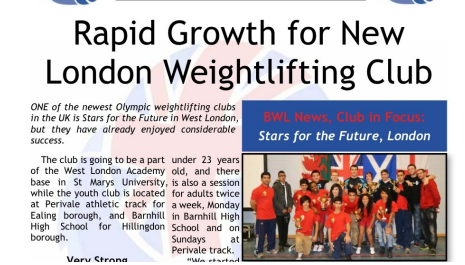 Rapid Growth for New
London Weightlifting Club
ONE of the newest Olympic weightlifting clubs
in the UK is Stars for the Future in West London,
but they have already enjoyed considerable
success.
The club is going to be a part
of the West London Academy
base in St Marys University,
while the youth club is located
at Perivale athletic track for
Ealing borough, and Barnhill
High School for Hillingdon
borough.
Very Strong
under 23 years
old, and there
is also a session
for adults twice
a week, Monday
in Barnhill High
School and on
Sundays at
Perivale track.
"We started
BWL News, Club in Focus:
Stars for the Future, London